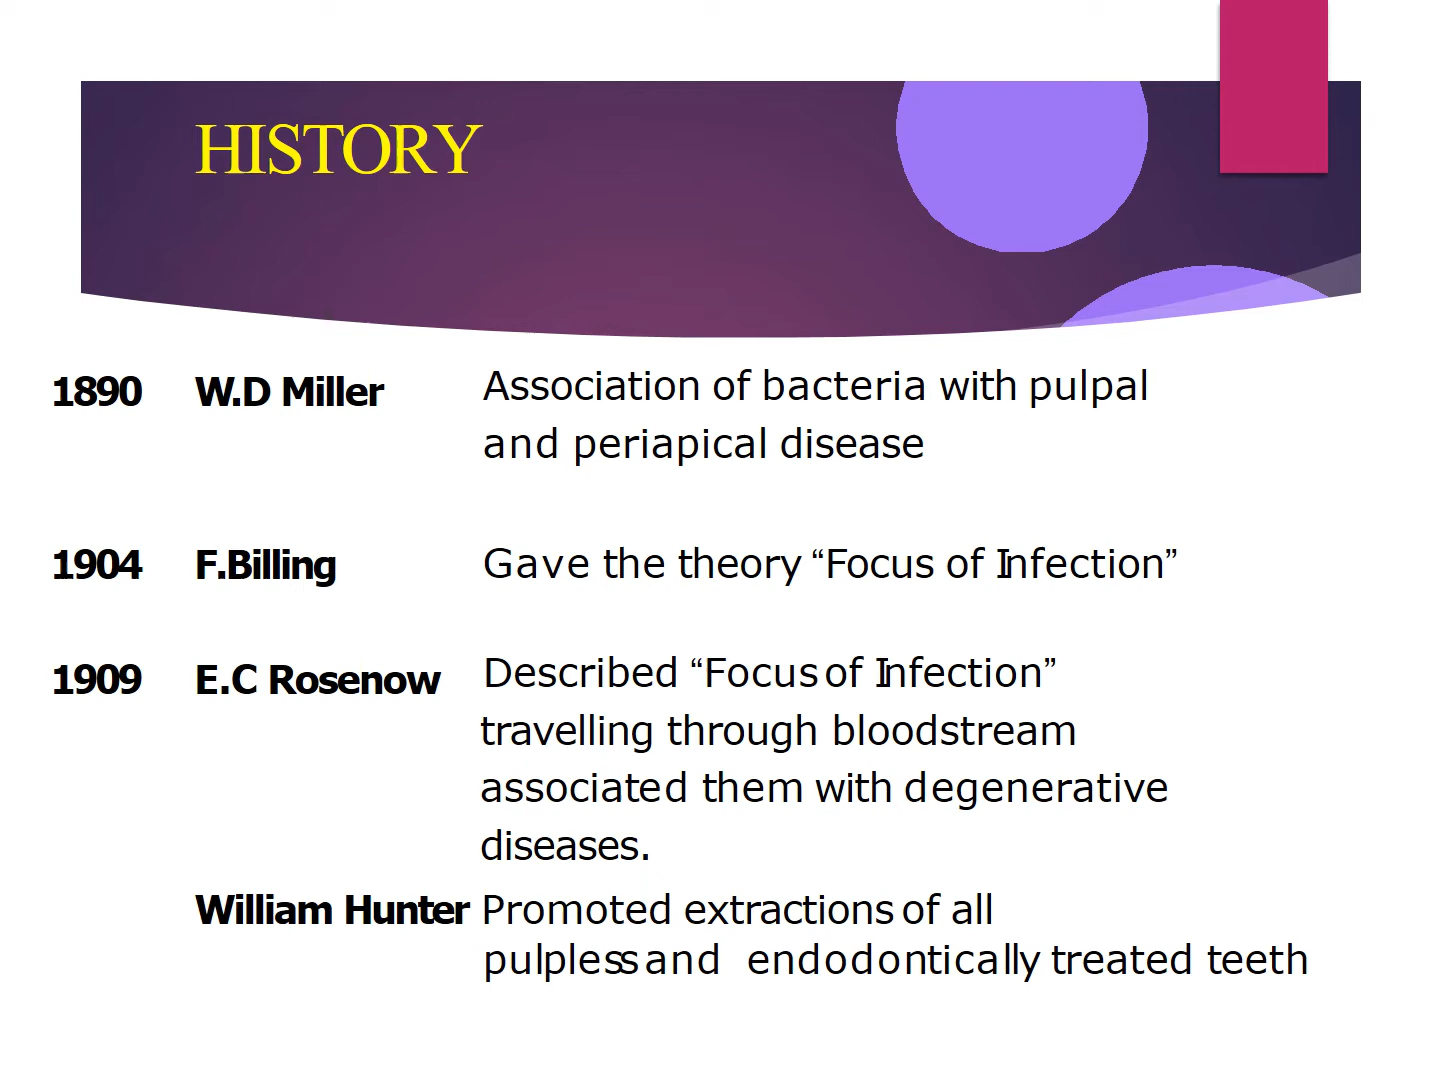 HISTORY
1890 W.D Miller Association of bacteria with pulpal
and periapical disease
1904 F.Billing Gave the theory “Focus of Infection”
1909 E.C Rosenow Described “Focus of Infection”
travelling through bloodstream
associated them with degenerative
diseases.
William Hunter Promoted extractions of all
pulpless and endodontically treated teeth